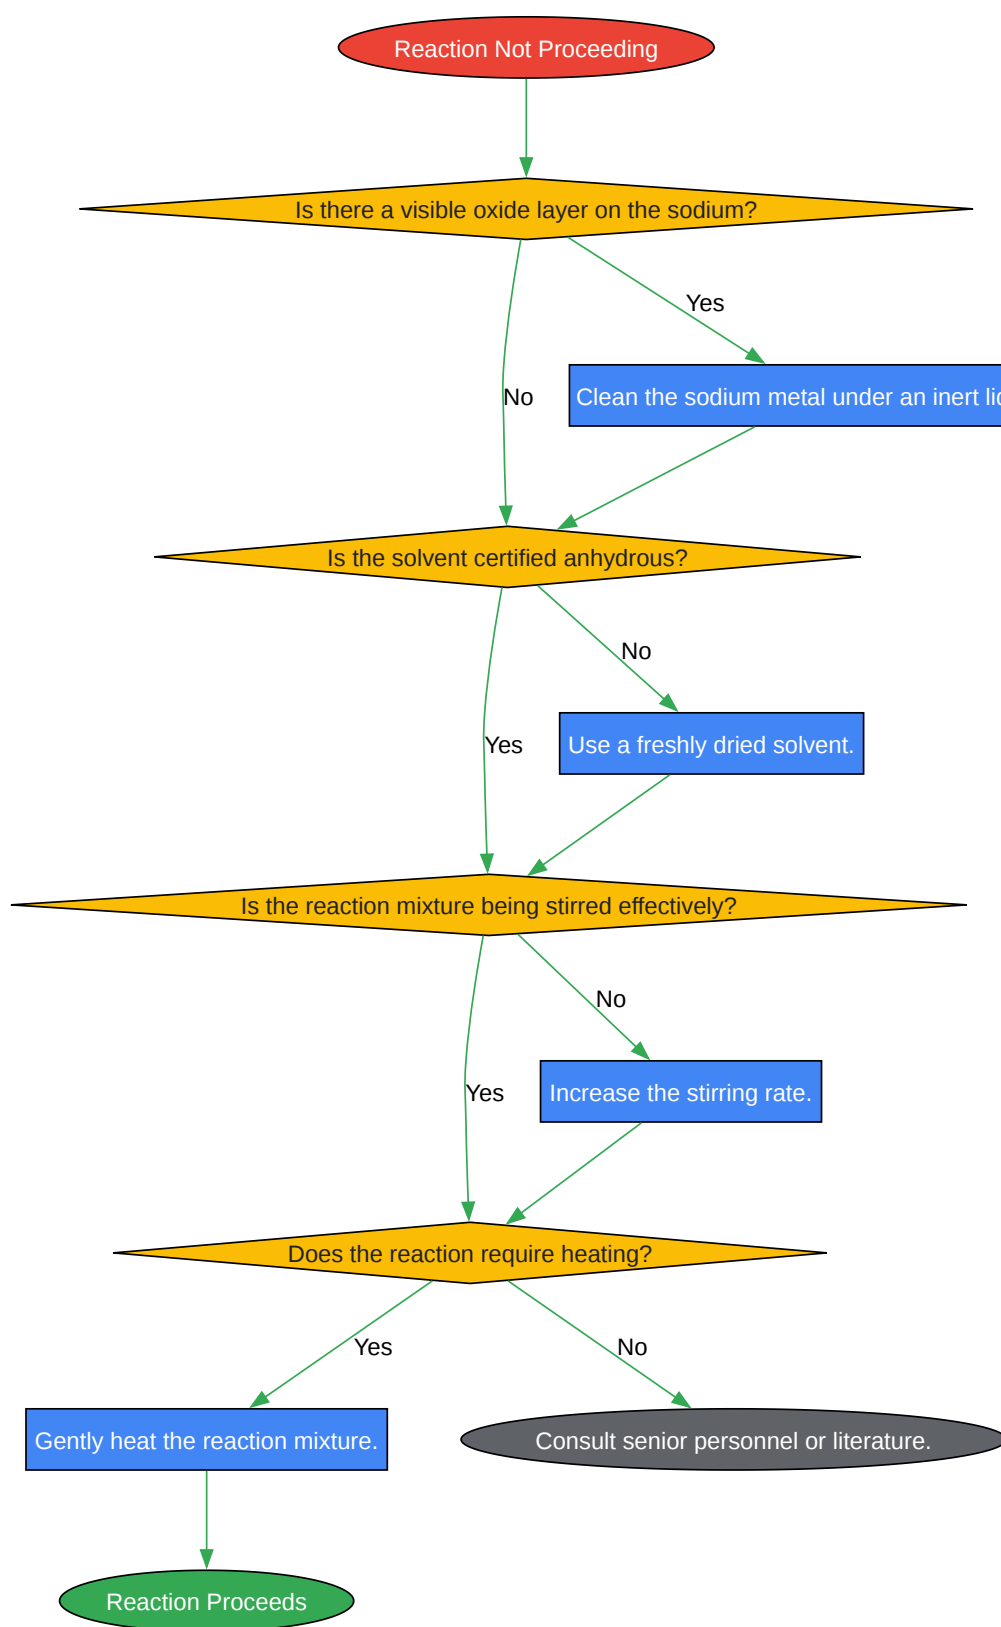 Reaction Not Proceeding
Is there a visible oxide layer on the sodium?
Yes
No
Clean the sodium metal under an inert
Is the solvent certified anhydrous?
No
Yes
Use a freshly dried solvent.
Is the reaction mixture being stirred effectively?
No
Yes
Increase the stirring rate.
Does the reaction require heating?
Yes
No
Gently heat the reaction mixture.
Consult senior personnel or literature.
Reaction Proceeds